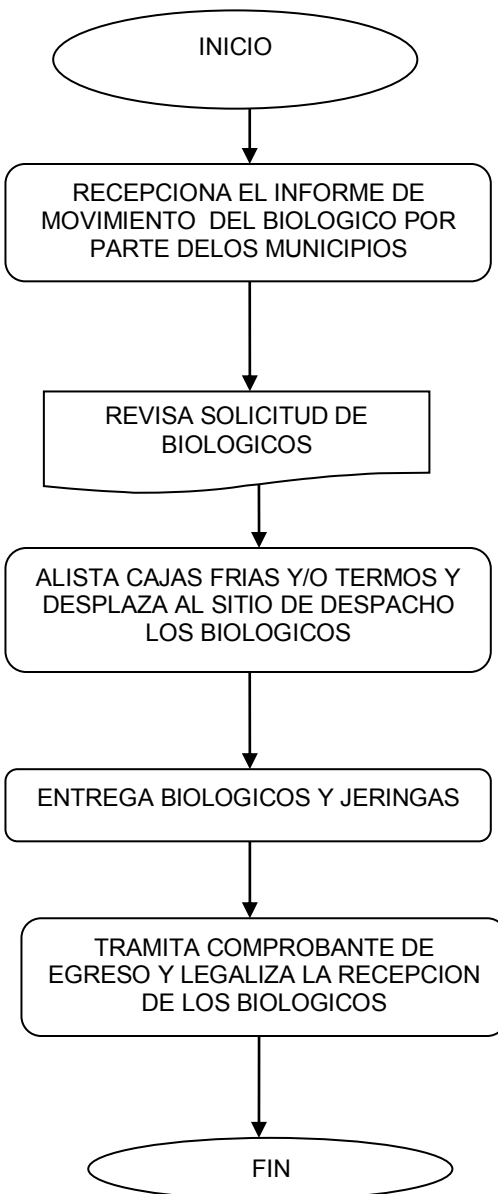 INICIO
RECEPCIONA EL INFORME DE
MOVIMIENTO DEL BIOLOGICO POR
PARTE DELOS MUNICIPIOS
REVISA SOLICITUD DE
BIOLOGICOS
ALISTA CAJAS FRIAS Y/O TERMOS Y
DESPLAZA AL SITIO DE DESPACHO
LOS BIOLOGICOS
ENTREGA BIOLOGICOS Y JERINGAS
TRAMITA COMPROBANTE DE
EGRESO Y LEGALIZA LA RECEPCION
DE LOS BIOLOGICOS
FIN